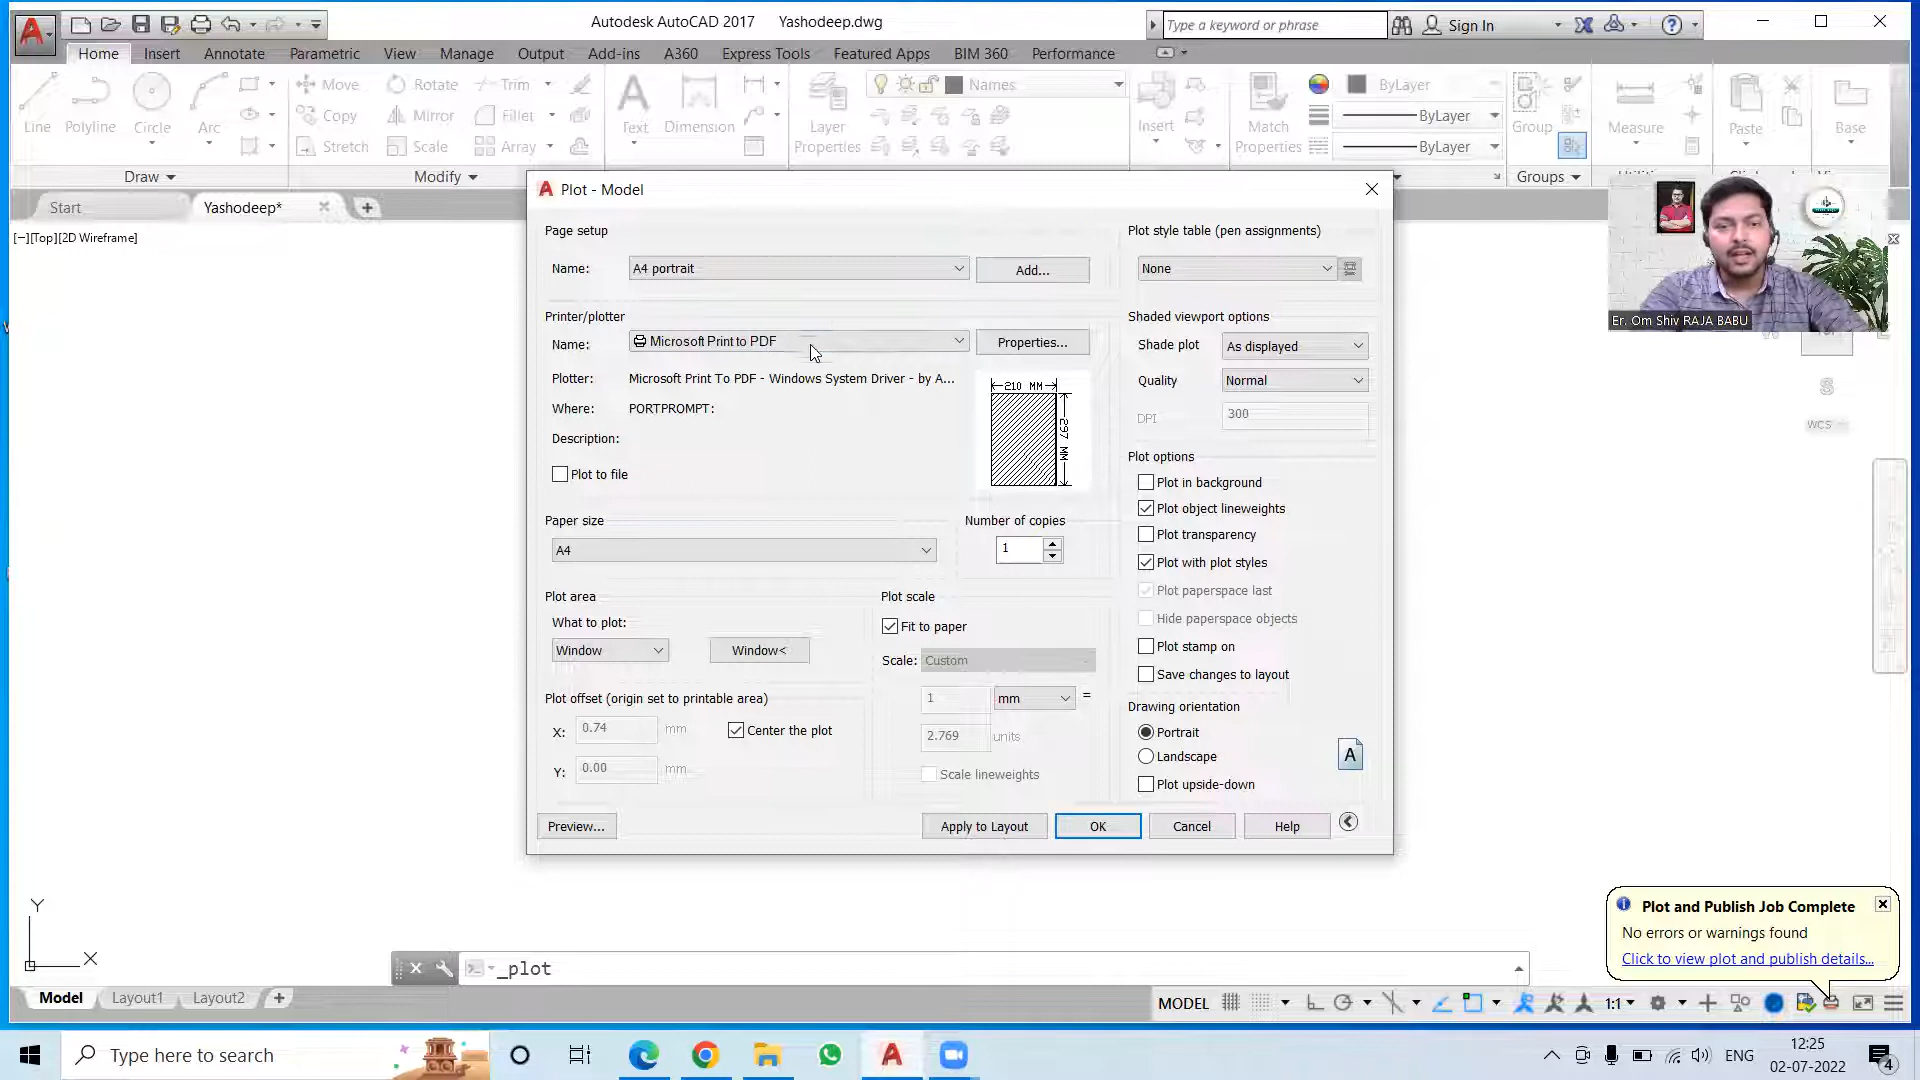 Autodesk AutoCAD 2017 Yashodeep.dwg
Type a keyword or phrase
Sign In
Home Insert Annotate Parametric View Manage Output Add-ins A360 Express Tools Featured Apps BIM 360 Performance
Line Polyline Circle Arc
Move Rotate Trim
Copy Mirror Fillet
Stretch Scale Array
Text Dimension
Layer Properties
Names
Insert
Match Properties
ByLayer
ByLayer
ByLayer
Group
Measure
Paste
Base
Draw Modify Groups
Start Yashodeep*
[−][Top][2D Wireframe]
Plot - Model
Page setup
Name: A4 portrait Add...
Printer/plotter
Name: Microsoft Print to PDF Properties...
Plotter: Microsoft Print To PDF - Windows System Driver - by A...
Where: PORTPROMPT:
Description:
Plot to file
210 MM
297 MM
Paper size
A4
Number of copies
1
Plot area
What to plot:
Window Window<
Plot offset (origin set to printable area)
X: 0.74 mm Center the plot
Y: 0.00 mm
Plot scale
Fit to paper
Scale: Custom
1 mm =
2.769 units
Scale lineweights
Plot style table (pen assignments)
None
Shaded viewport options
Shade plot As displayed
Quality Normal
DPI 300
Plot options
Plot in background
Plot object lineweights
Plot transparency
Plot with plot styles
Plot paperspace last
Hide paperspace objects
Plot stamp on
Save changes to layout
Drawing orientation
Portrait
Landscape
Plot upside-down
A
Preview... Apply to Layout OK Cancel Help
Er. Om Shiv RAJA BABU
S
WCS
Y
X
_plot
Plot and Publish Job Complete
No errors or warnings found
Click to view plot and publish details...
Model Layout1 Layout2
MODEL 1:1
Type here to search
ENG
12:25
02-07-2022
4